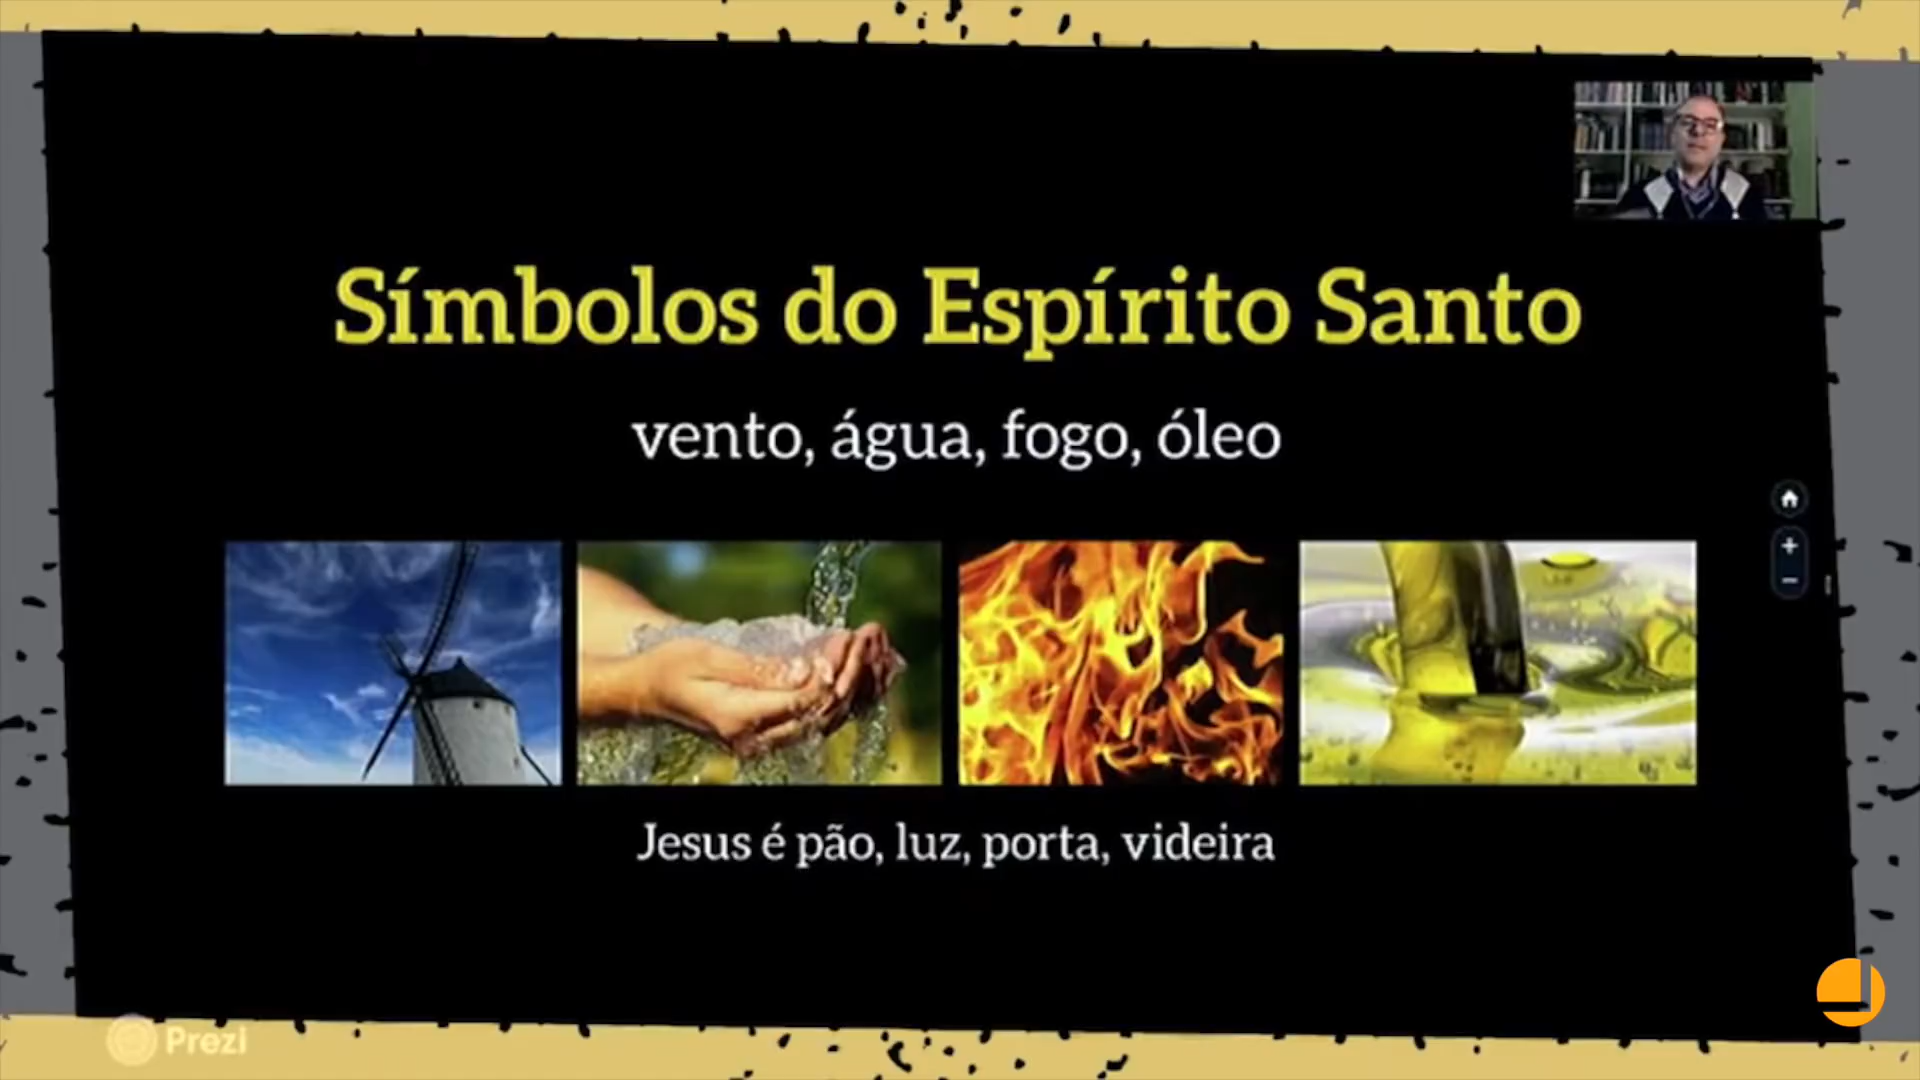 Símbolos do Espírito Santo
vento, água, fogo, óleo
Jesus é pão, luz, porta, videira
Prezi